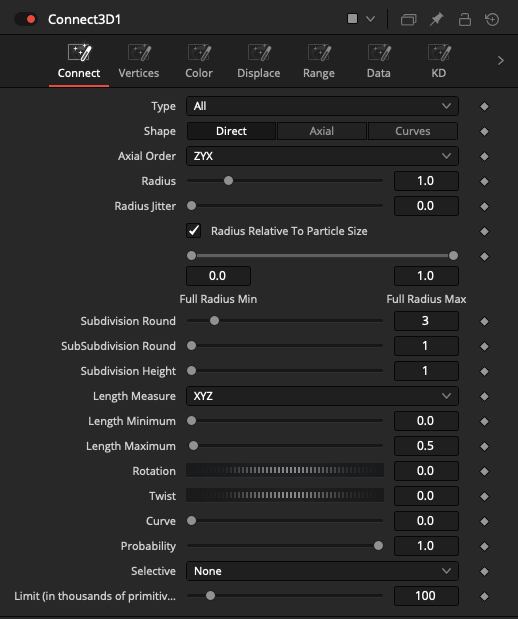 Connect3D1
Connect Vertices Color Displace Range Data KD
Type All
Shape Direct Axial Curves
Axial Order ZYX
Radius 1.0
Radius Jitter 0.0
Radius Relative To Particle Size
0.0 1.0
Full Radius Min Full Radius Max
Subdivision Round 3
SubSubdivision Round 1
Subdivision Height 1
Length Measure XYZ
Length Minimum 0.0
Length Maximum 0.5
Rotation 0.0
Twist 0.0
Curve 0.0
Probability 1.0
Selective None
Limit (in thousands of primitiv... 100